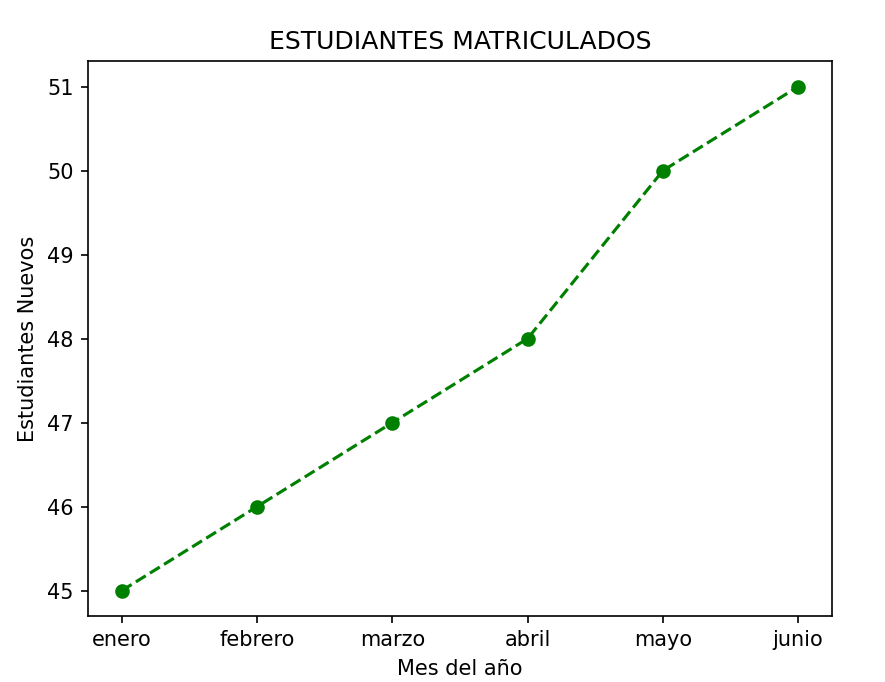 ESTUDIANTES MATRICULADOS
Estudiantes Nuevos
51
50
49
48
47
46
45
enero febrero marzo abril mayo junio
Mes del año